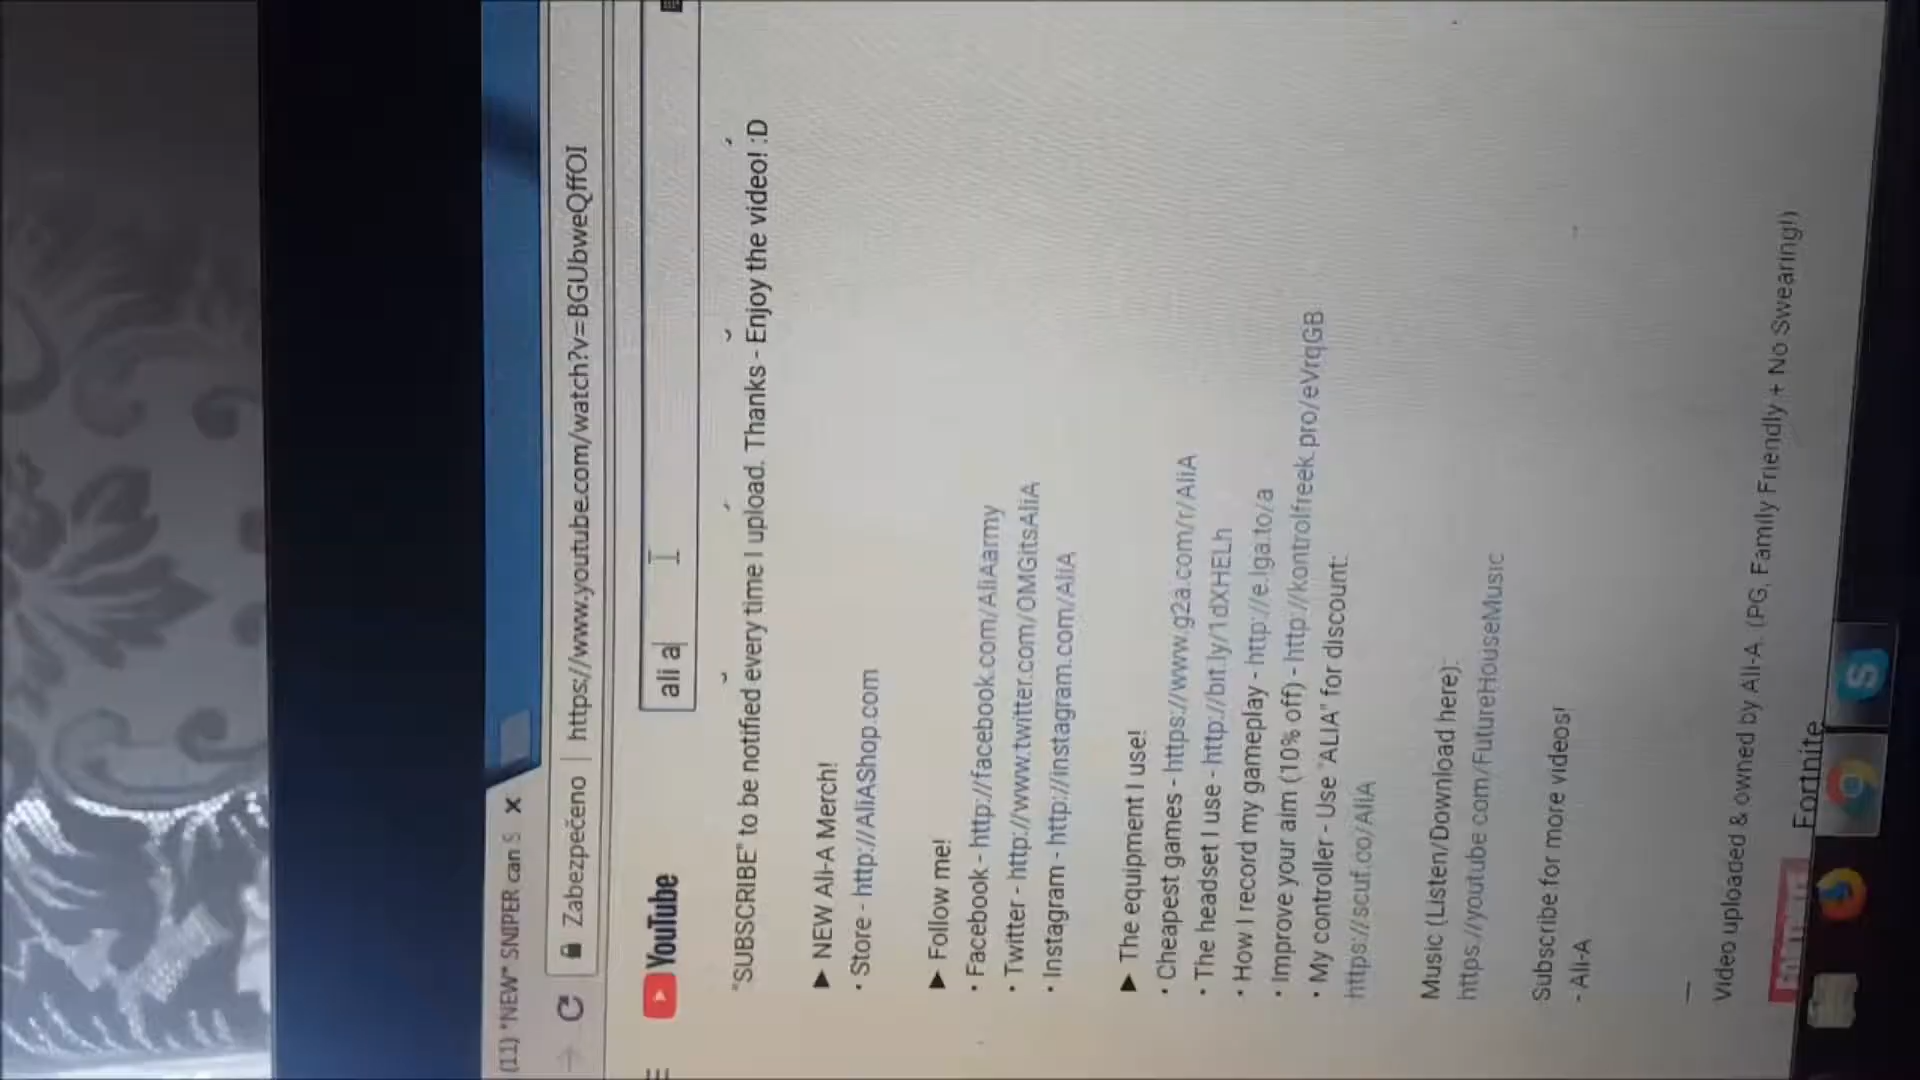 (11) *NEW* SNIPER can S
Zabezpečeno | https://www.youtube.com/watch?v=BGUbweQffOI
YouTube
ali a
"SUBSCRIBE" to be notified every time I upload. Thanks - Enjoy the video! :D
► NEW Ali-A Merch!
• Store - http://AliAShop.com
► Follow me!
• Facebook - http://facebook.com/AliAarmy
• Twitter - http://www.twitter.com/OMGitsAliA
• Instagram - http://instagram.com/AliA
► The equipment I use!
• Cheapest games - https://www.g2a.com/r/AliA
• The headset I use - http://bit.ly/1dXHELh
• How I record my gameplay - http://e.lga.to/a
• Improve your aim (10% off) - http://kontrolfreek.pro/eVrqGB
• My controller - Use "ALIA" for discount:
https://scuf.co/AliA
Music (Listen/Download here):
https://youtube.com/FutureHouseMusic
Subscribe for more videos!
- Ali-A
—
Video uploaded & owned by Ali-A. (PG, Family Friendly + No Swearing!)
Fortnite